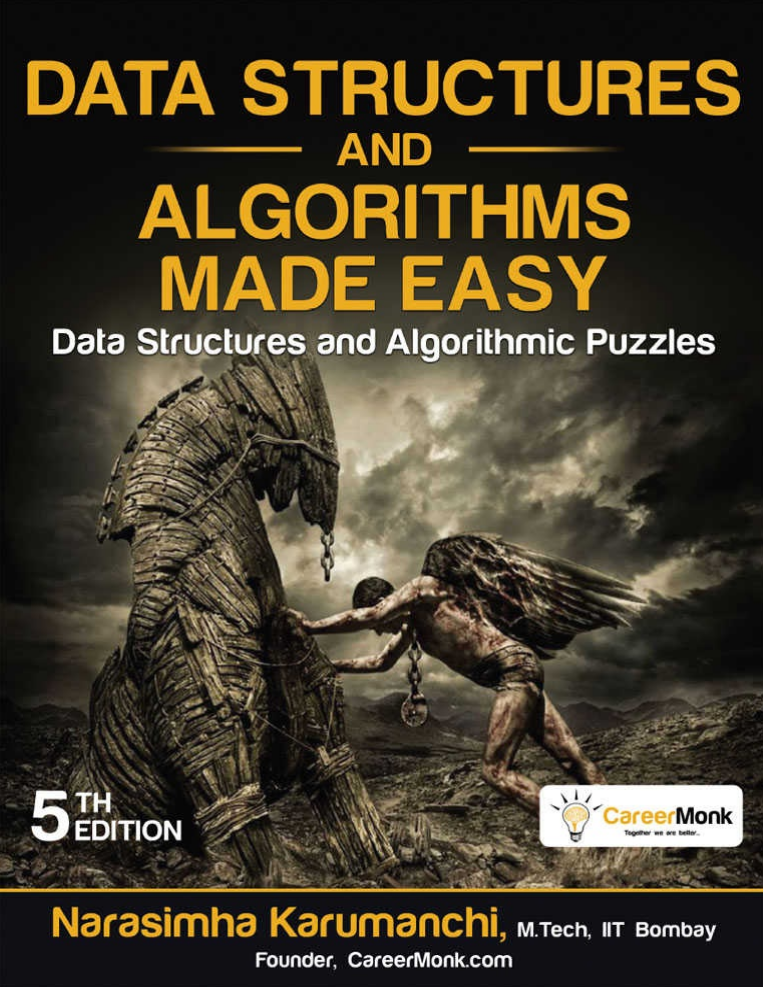 DATA STRUCTURES
AND
ALGORITHMS
MADE EASY
Data Structures and Algorithmic Puzzles
5TH EDITION
CareerMonk
Together we are better..
Narasimha Karumanchi, M.Tech, IIT Bombay
Founder, CareerMonk.com